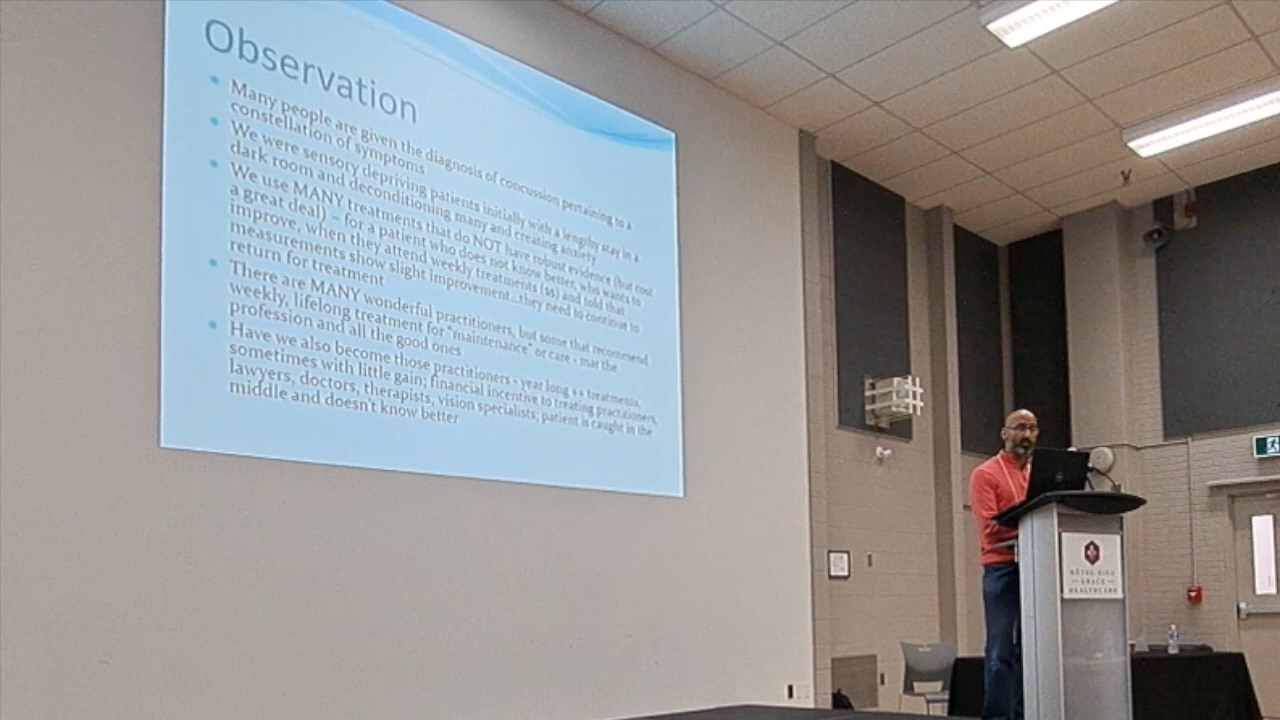 Observation
Many people are given the diagnosis of concussion pertaining to a
constellation of symptoms
We were sensory depriving patients initially with a lengthy stay in a
dark room and deconditioning many and creating anxiety
We use MANY treatments that do NOT have robust evidence (but cost
a great deal) – for a patient who does not know better, who wants to
improve, when they attend weekly treatments ($$) and told that
measurements show slight improvement...they need to continue to
return for treatment
There are MANY wonderful practitioners, but some that recommend
weekly, lifelong treatment for "maintenance" or care - mar the
profession and all the good ones
Have we also become those practitioners - year long ++ treatments,
sometimes with little gain; financial incentive to treating practitioners,
lawyers, doctors, therapists, vision specialists; patient is caught in the
middle and doesn't know better
HÔTEL-DIEU
GRACE
HEALTHCARE